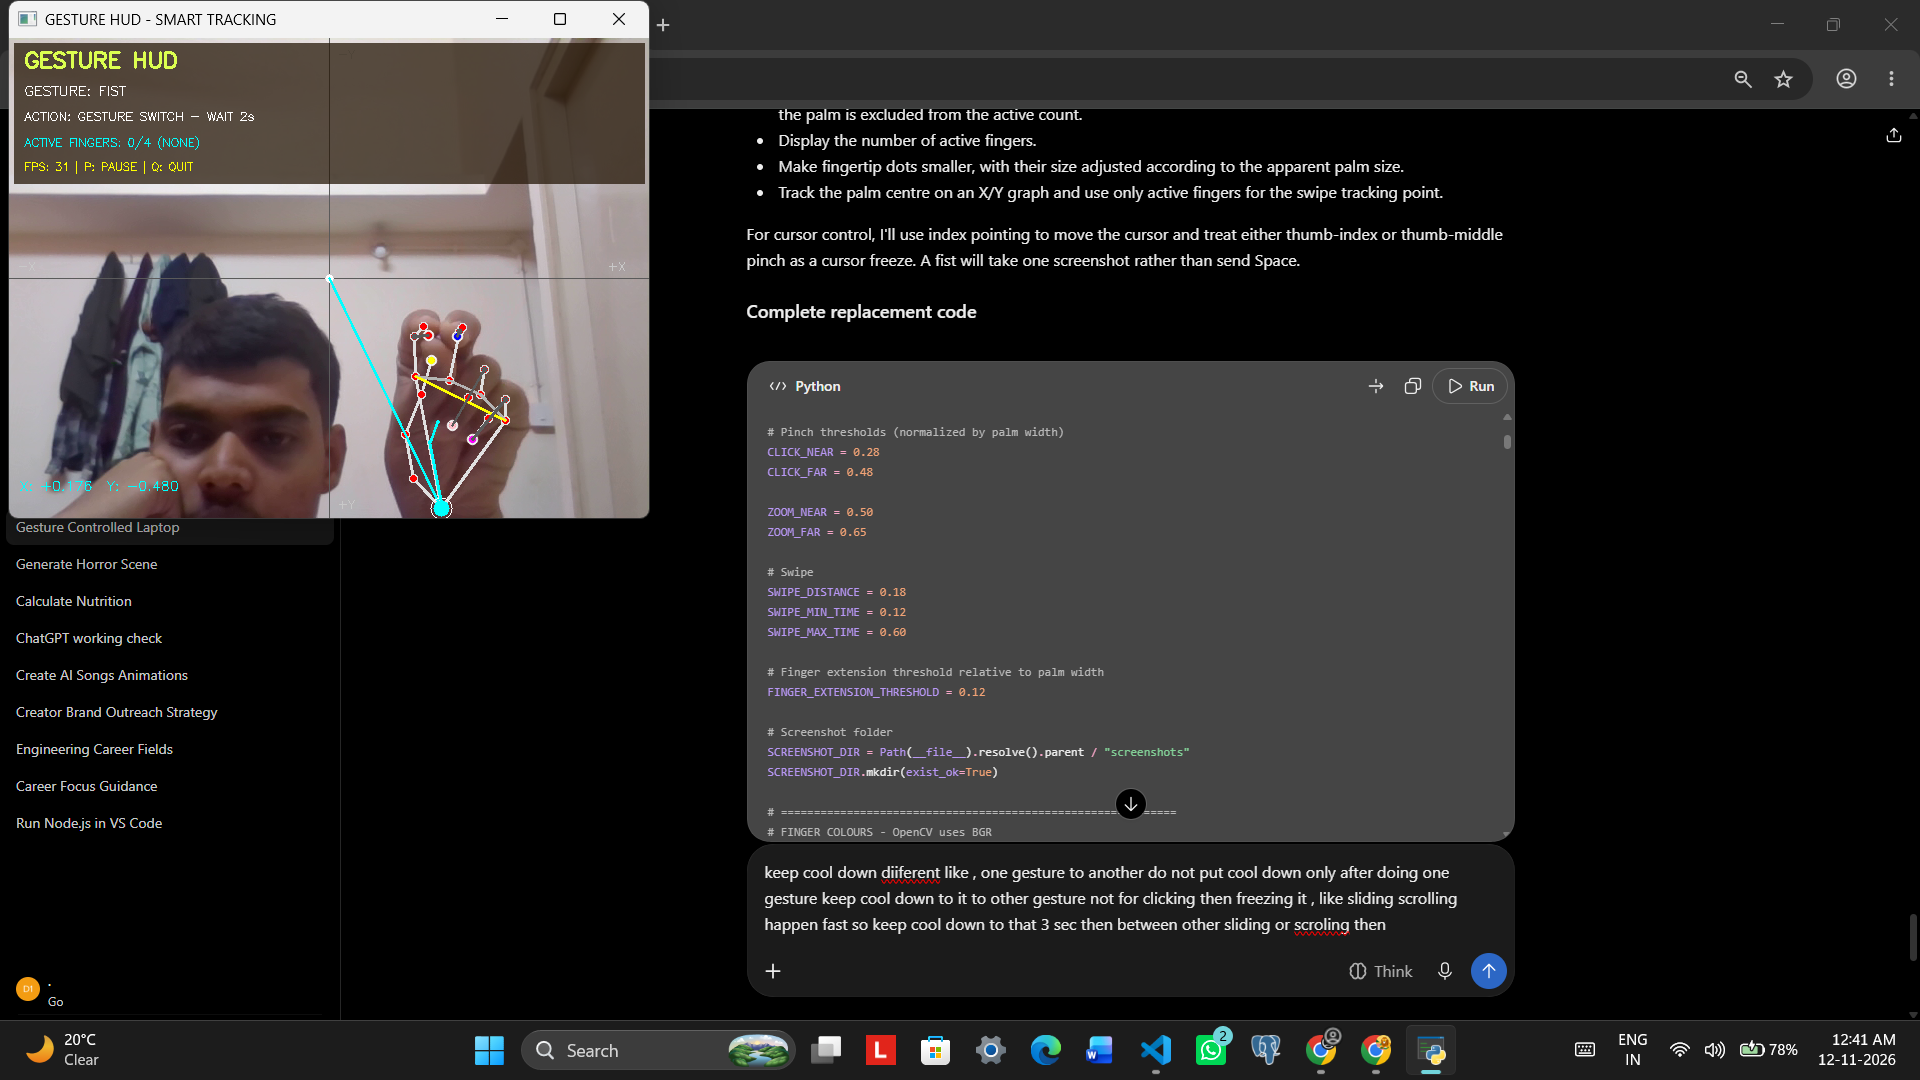 GESTURE HUD - SMART TRACKING
GESTURE HUD
GESTURE: FIST
ACTION: GESTURE SWITCH - WAIT 2s
ACTIVE FINGERS: 0/4 (NONE)
FPS: 31 | P: PAUSE | Q: QUIT
-X
+X
+Y
X: +0.176 Y: -0.480
Gesture Controlled Laptop
Generate Horror Scene
Calculate Nutrition
ChatGPT working check
Create AI Songs Animations
Creator Brand Outreach Strategy
Engineering Career Fields
Career Focus Guidance
Run Node.js in VS Code
D1
.
Go
the palm is excluded from the active count.
• Display the number of active fingers.
• Make fingertip dots smaller, with their size adjusted according to the apparent palm size.
• Track the palm centre on an X/Y graph and use only active fingers for the swipe tracking point.
For cursor control, I'll use index pointing to move the cursor and treat either thumb-index or thumb-middle
pinch as a cursor freeze. A fist will take one screenshot rather than send Space.
Complete replacement code
Python
Run
# Pinch thresholds (normalized by palm width)
CLICK_NEAR = 0.28
CLICK_FAR = 0.48
ZOOM_NEAR = 0.50
ZOOM_FAR = 0.65
# Swipe
SWIPE_DISTANCE = 0.18
SWIPE_MIN_TIME = 0.12
SWIPE_MAX_TIME = 0.60
# Finger extension threshold relative to palm width
FINGER_EXTENSION_THRESHOLD = 0.12
# Screenshot folder
SCREENSHOT_DIR = Path(__file__).resolve().parent / "screenshots"
SCREENSHOT_DIR.mkdir(exist_ok=True)
# ============================================================
# FINGER COLOURS - OpenCV uses BGR
keep cool down diiferent like , one gesture to another do not put cool down only after doing one
gesture keep cool down to it to other gesture not for clicking then freezing it , like sliding scrolling
happen fast so keep cool down to that 3 sec then between other sliding or scroling then
Think
20°C
Clear
Search
L
W
2
ENG
IN
78%
12:41 AM
12-11-2026